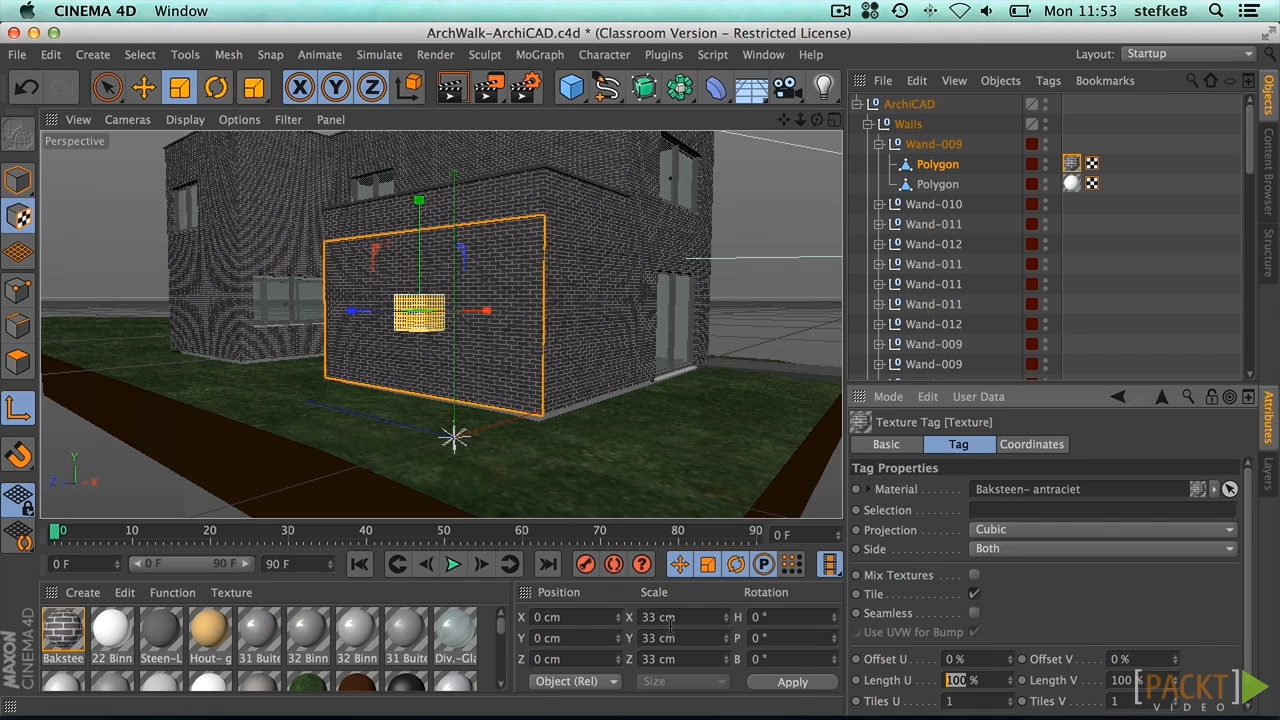 CINEMA 4D Window
Mon 11:53 stefkeB
ArchWalk-ArchiCAD.c4d * (Classroom Version - Restricted License)
File Edit Create Select Tools Mesh Snap Animate Simulate Render Sculpt MoGraph Character Plugins Script Window Help
Layout: Startup
X Y Z
File Edit View Objects Tags Bookmarks
View Cameras Display Options Filter Panel
Perspective
ArchiCAD
Walls
Wand-009
Polygon
Polygon
Wand-010
Wand-011
Wand-012
Wand-011
Wand-011
Wand-011
Wand-012
Wand-009
Wand-009
Objects
Content Browser
Structure
Attributes
Layers
Mode Edit User Data
Texture Tag [Texture]
Basic Tag Coordinates
Tag Properties
Material Baksteen- antraciet
Selection
Projection Cubic
Side Both
Mix Textures
Tile
Seamless
Use UVW for Bump
Offset U 0 % Offset V 0 %
Length U 100 % Length V 100 %
Tiles U 1 Tiles V 1
Y
Z X
0 10 20 30 40 50 60 70 80 90
0 F
0 F 0 F 90 F 90 F
P
Create Edit Function Texture
Bakstee 22 Binn Steen-L Hout- g 31 Buite 32 Binn 32 Binn 31 Buite Div.-Gla
Position Scale Rotation
X 0 cm X 33 cm H 0 °
Y 0 cm Y 33 cm P 0 °
Z 0 cm Z 33 cm B 0 °
Object (Rel) Size Apply
MAXON CINEMA 4D
[PACKT]
VIDEO